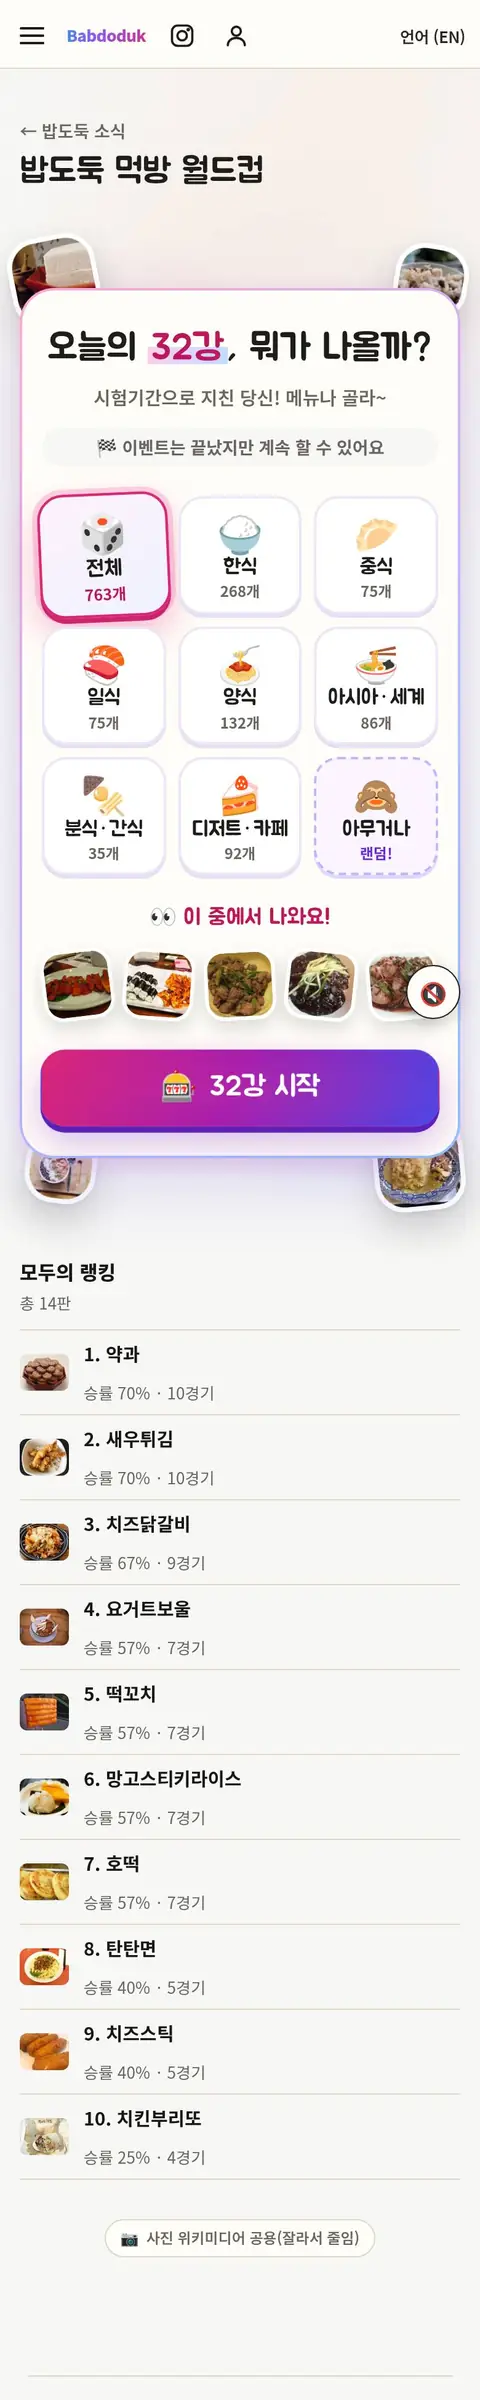 Babdoduk
언어 (EN)
← 밥도둑 소식
밥도둑 먹방 월드컵
오늘의 32강, 뭐가 나올까?
시험기간으로 지친 당신! 메뉴나 골라~
🏁 이벤트는 끝났지만 계속 할 수 있어요
전체
763개
한식
268개
중식
75개
일식
75개
양식
132개
아시아·세계
86개
분식·간식
35개
디저트·카페
92개
아무거나
랜덤!
👀 이 중에서 나와요!
🎰 32강 시작
모두의 랭킹
총 14판
1. 약과
승률 70% · 10경기
2. 새우튀김
승률 70% · 10경기
3. 치즈닭갈비
승률 67% · 9경기
4. 요거트보울
승률 57% · 7경기
5. 떡꼬치
승률 57% · 7경기
6. 망고스티키라이스
승률 57% · 7경기
7. 호떡
승률 57% · 7경기
8. 탄탄면
승률 40% · 5경기
9. 치즈스틱
승률 40% · 5경기
10. 치킨부리또
승률 25% · 4경기
📷 사진 위키미디어 공용(잘라서 줄임)